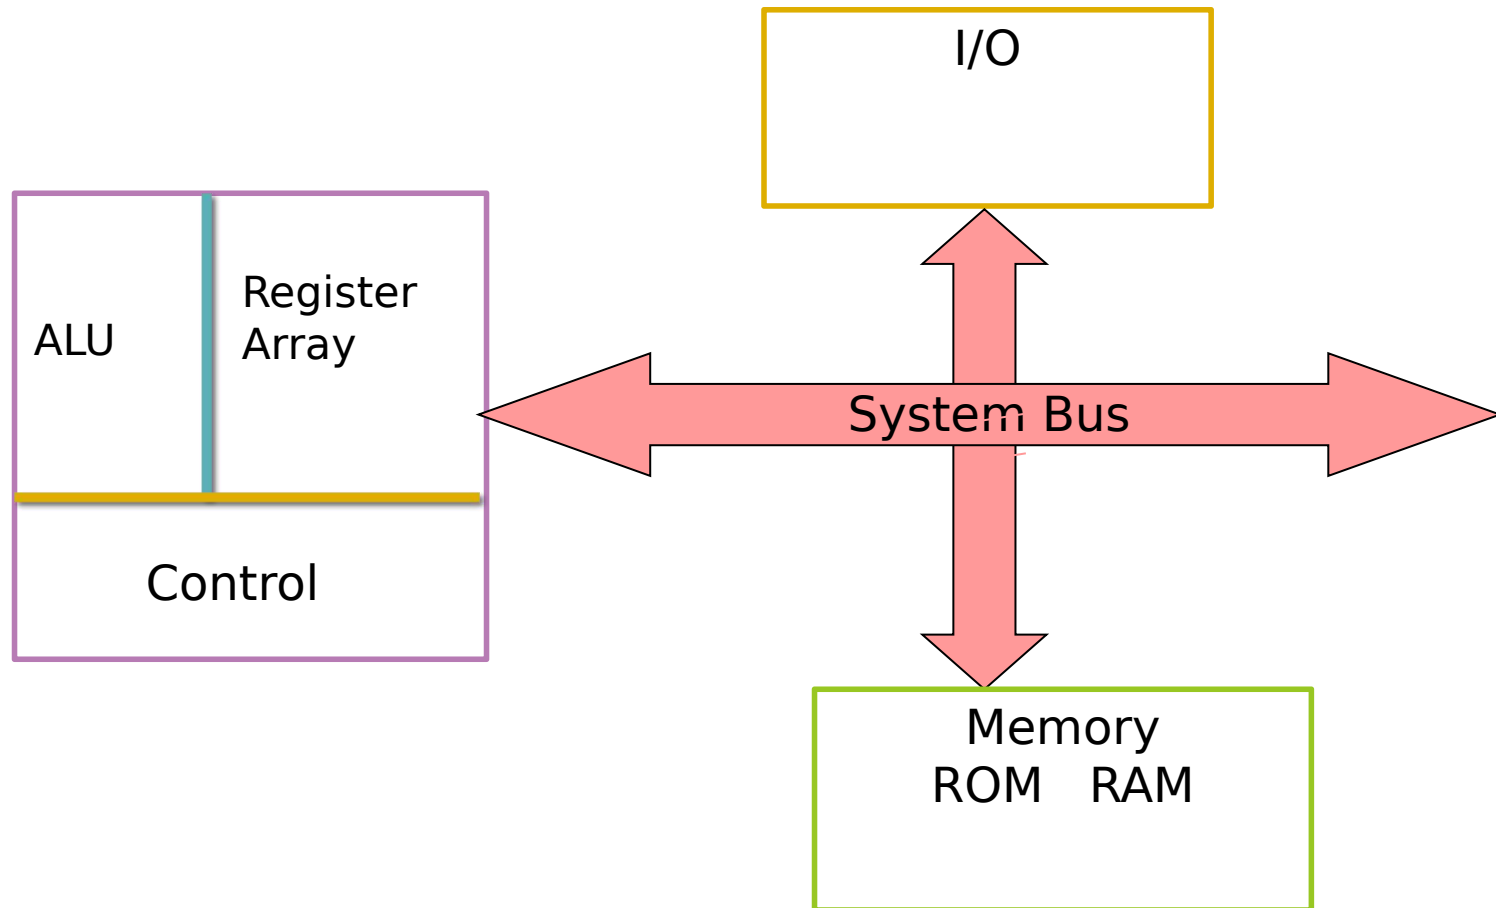 I/O
ALU
Register
Array
System Bus
Control
Memory
ROM RAM